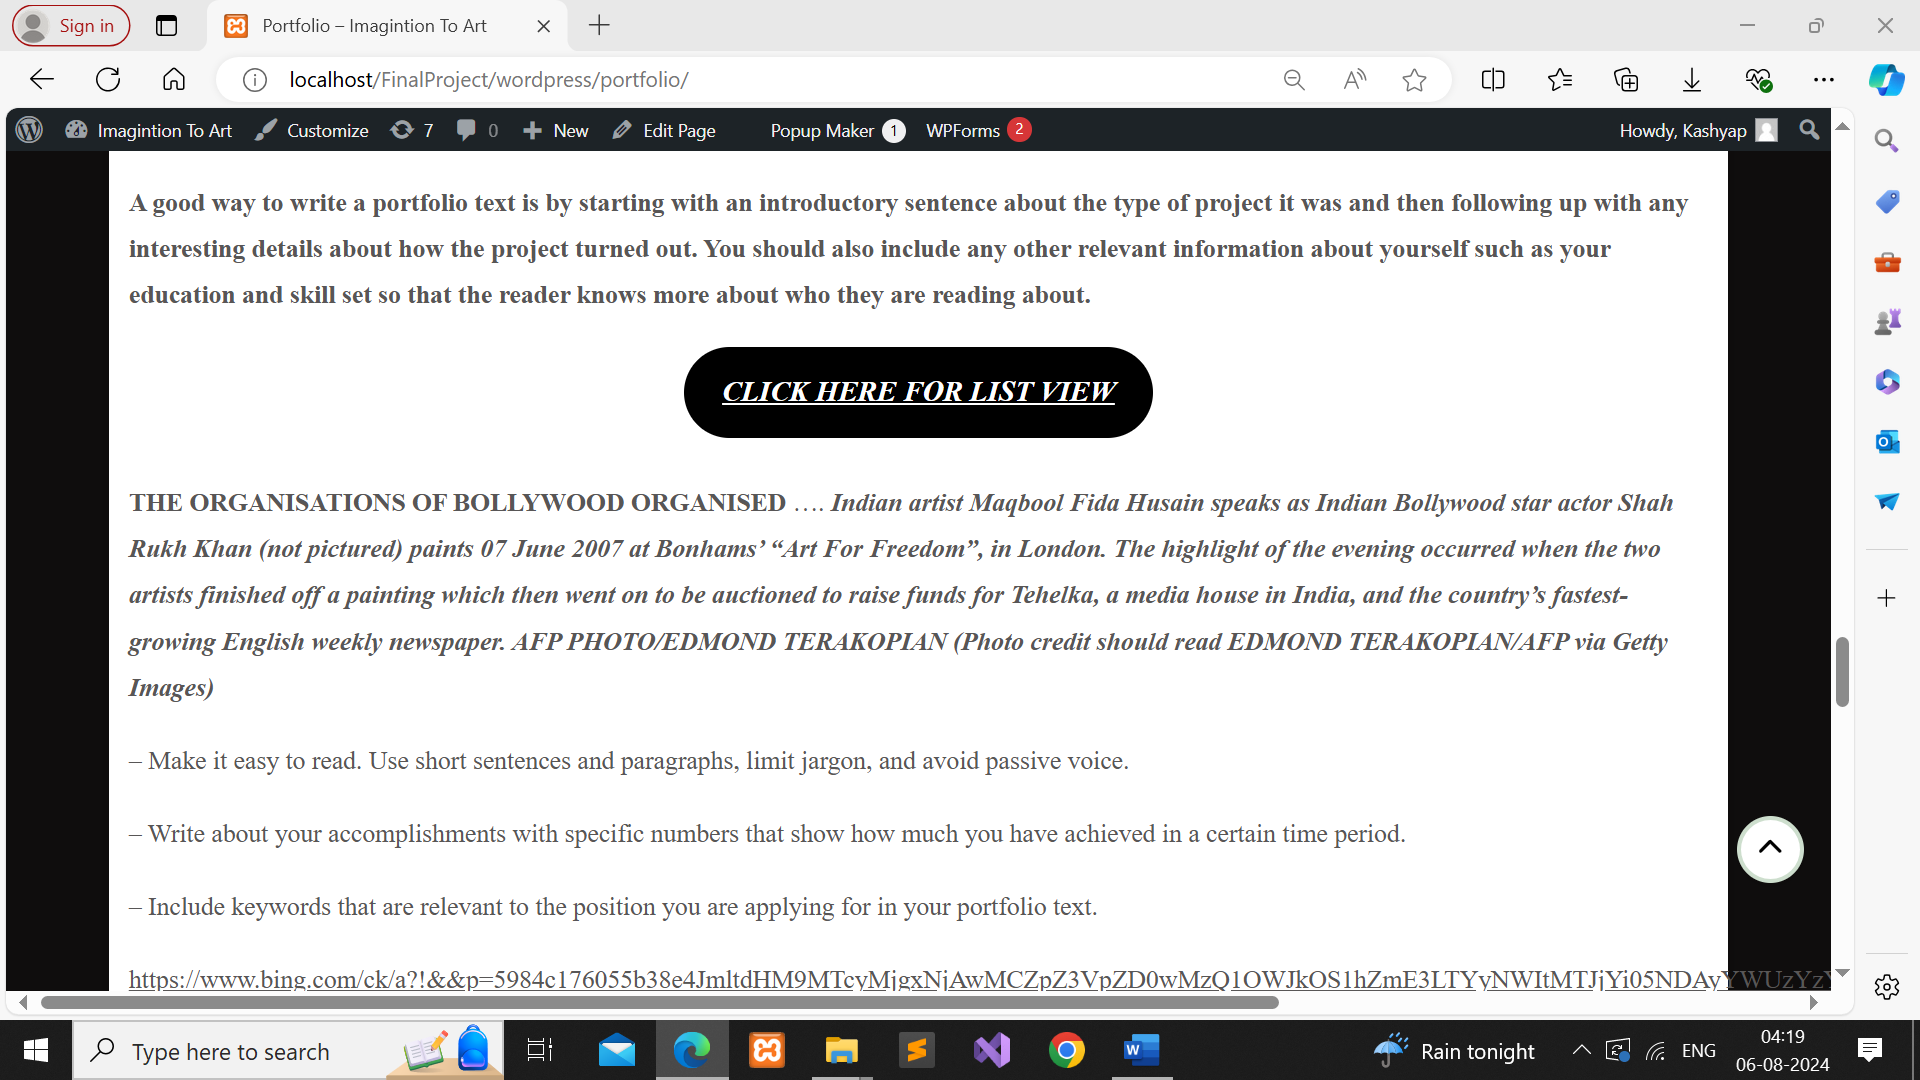 Sign in
Portfolio – Imagintion To Art
localhost/FinalProject/wordpress/portfolio/
Imagintion To Art Customize 7 0 New Edit Page Popup Maker 1 WPForms 2 Howdy, Kashyap
A good way to write a portfolio text is by starting with an introductory sentence about the type of project it was and then following up with any
interesting details about how the project turned out. You should also include any other relevant information about yourself such as your
education and skill set so that the reader knows more about who they are reading about.
CLICK HERE FOR LIST VIEW
THE ORGANISATIONS OF BOLLYWOOD ORGANISED …. Indian artist Maqbool Fida Husain speaks as Indian Bollywood star actor Shah
Rukh Khan (not pictured) paints 07 June 2007 at Bonhams’ “Art For Freedom”, in London. The highlight of the evening occurred when the two
artists finished off a painting which then went on to be auctioned to raise funds for Tehelka, a media house in India, and the country’s fastest-
growing English weekly newspaper. AFP PHOTO/EDMOND TERAKOPIAN (Photo credit should read EDMOND TERAKOPIAN/AFP via Getty
Images)
– Make it easy to read. Use short sentences and paragraphs, limit jargon, and avoid passive voice.
– Write about your accomplishments with specific numbers that show how much you have achieved in a certain time period.
– Include keywords that are relevant to the position you are applying for in your portfolio text.
Type here to search
Rain tonight
ENG
04:19
06-08-2024